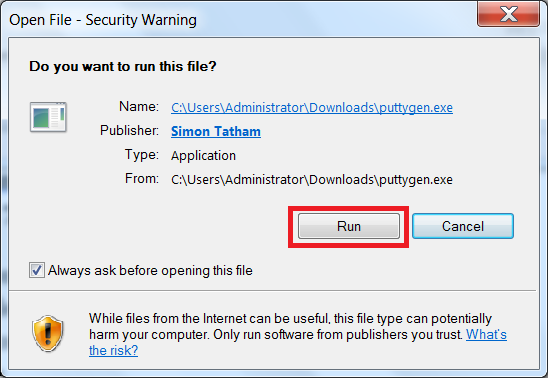 Open File - Security Warning
Do you want to run this file?
Name: C:\Users\Administrator\Downloads\puttygen.exe
Publisher: Simon Tatham
Type: Application
From: C:\Users\Administrator\Downloads\puttygen.exe
Run Cancel
Always ask before opening this file
While files from the Internet can be useful, this file type can potentially
harm your computer. Only run software from publishers you trust. What's
the risk?